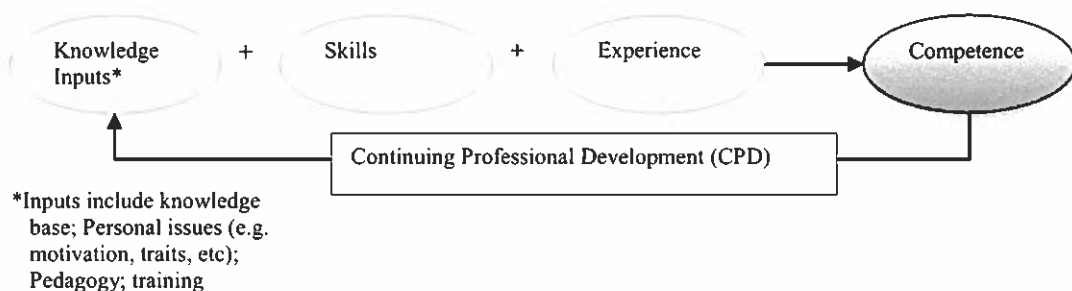 Knowledge + Skills + Experience Competence
Inputs*
Continuing Professional Development (CPD)
*Inputs include knowledge
base; Personal issues (e.g.
motivation, traits, etc);
Pedagogy; training